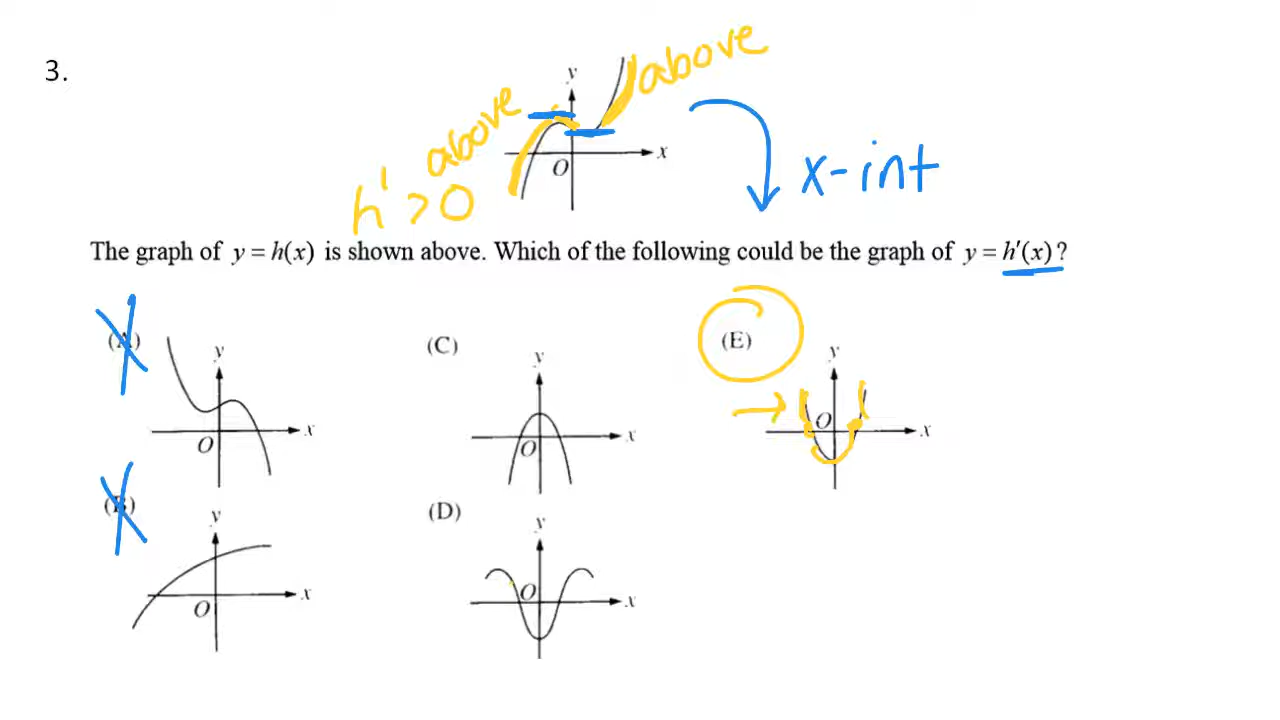 3.
y
above
above
x
O
x-int
h' > 0
The graph of y = h(x) is shown above. Which of the following could be the graph of y = h'(x)?
(A)
y
x
O
(C)
y
x
O
(E)
y
O
x
(B)
y
x
O
(D)
y
O
x